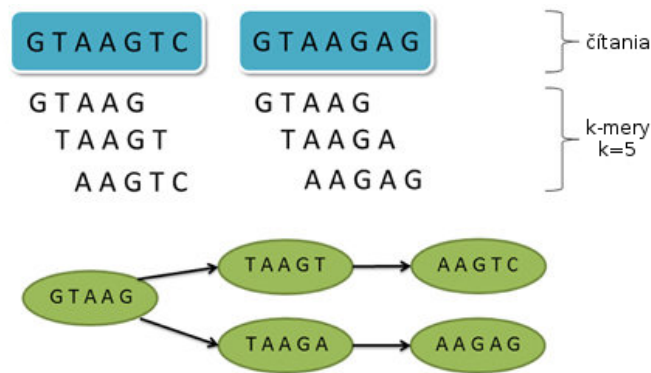 GTAAGTC GTAAGAG čítania
GTAAG GTAAG
TAAGT TAAGA k-mery
k=5
AAGTC AAGAG
TAAGT AAGTC
GTAAG
TAAGA AAGAG